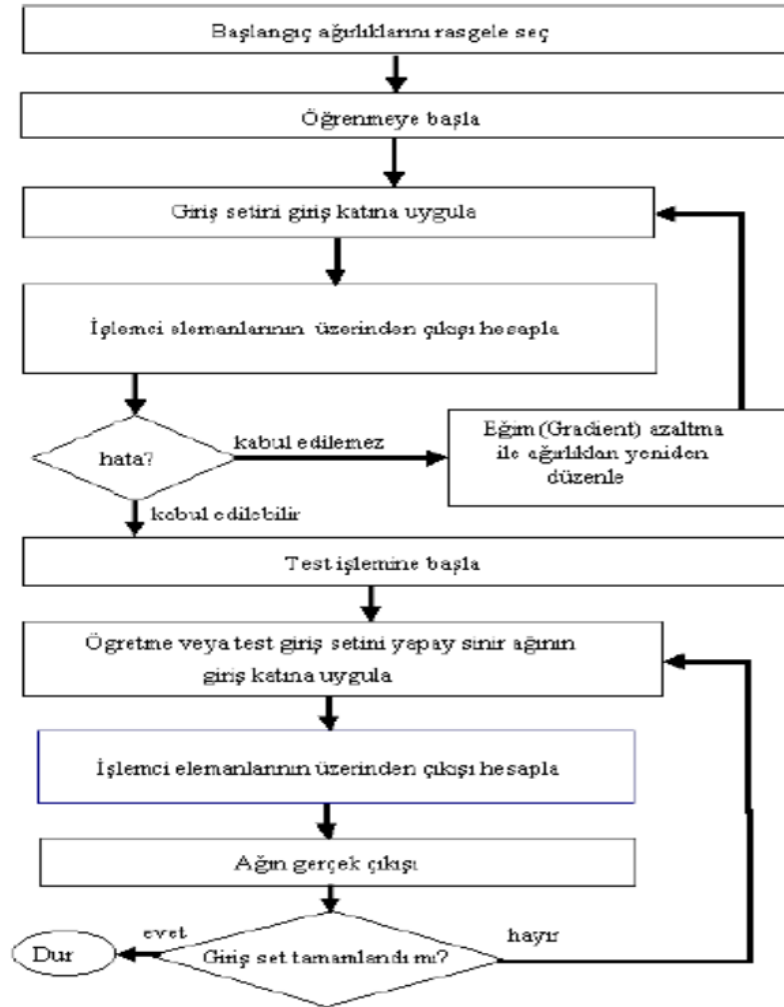 Başlangıç ağırlıklarını rasgele seç
Öğrenmeye başla
Giriş setini giriş katına uygula
İşlemci elemanlarının üzerinden çıkışı hesapla
hata?
kabul edilemez
Eğim (Gradient) azaltma
ile ağırlıkları yeniden
düzenle
kabul edilebilir
Test işlemine başla
Ögretme veya test giriş setini yapay sinir ağının
giriş katına uygula
İşlemci elemanlarının üzerinden çıkışı hesapla
Ağın gerçek çıkışı
evet
hayır
Dur
Giriş set tamamlandı mı?